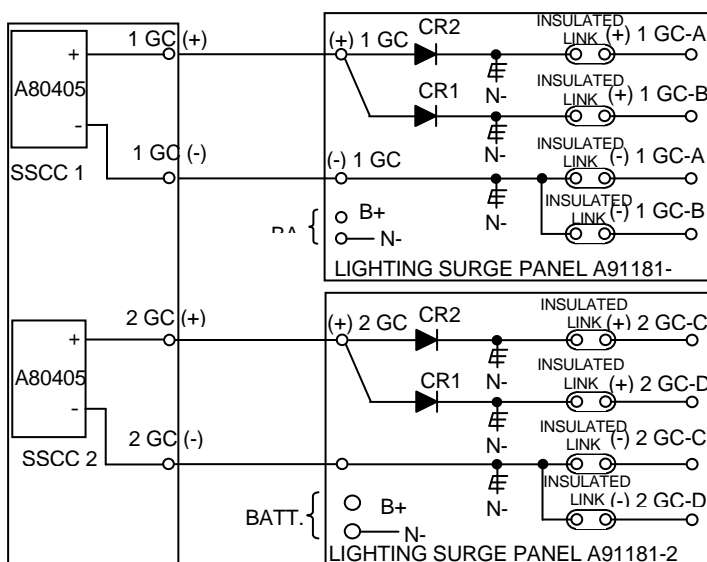 1 GC (+)
(+) 1 GC
CR2
INSULATED
LINK
(+) 1 GC-A
+
A80405
-
N-
CR1
INSULATED
LINK
(+) 1 GC-B
N-
SSCC 1
1 GC (-)
(-) 1 GC
INSULATED
LINK
(-) 1 GC-A
N-
INSULATED
LINK
(-) 1 GC-B
B+
N-
LIGHTING SURGE PANEL A91181-
2 GC (+)
(+) 2 GC
CR2
INSULATED
LINK
(+) 2 GC-C
+
A80405
-
N-
CR1
INSULATED
LINK
(+) 2 GC-D
N-
SSCC 2
2 GC (-)
INSULATED
LINK
(-) 2 GC-C
N-
INSULATED
LINK
(-) 2 GC-D
BATT.
B+
N-
LIGHTING SURGE PANEL A91181-2